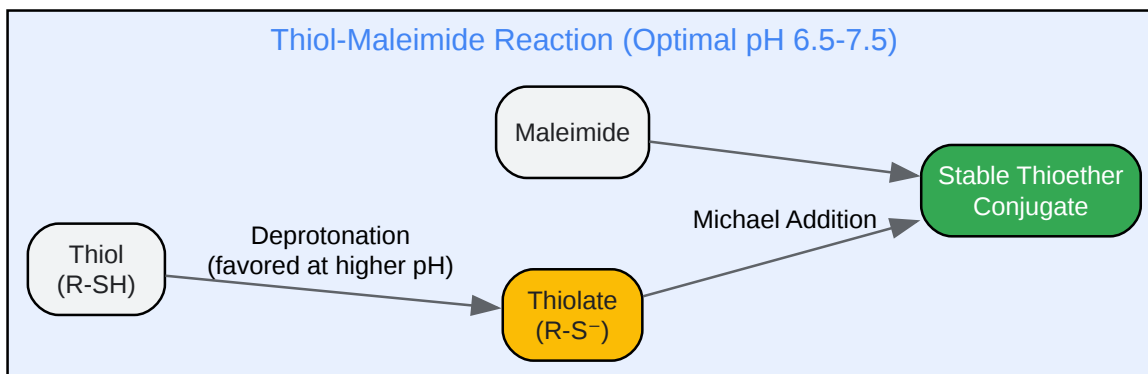 Thiol-Maleimide Reaction (Optimal pH 6.5-7.5)
Maleimide
Stable Thioether
Conjugate
Michael Addition
Deprotonation
(favored at higher pH)
Thiol
(R-SH)
Thiolate
(R-S⁻)